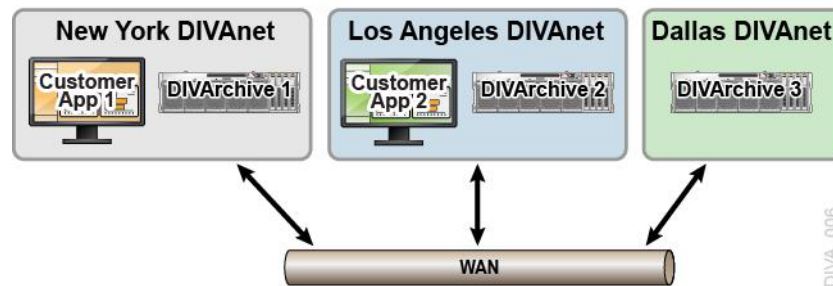 New York DIVAnet
Customer
App 1
DIVArchive 1
Los Angeles DIVAnet
Customer
App 2
DIVArchive 2
Dallas DIVAnet
DIVArchive 3
WAN
DIVA_006